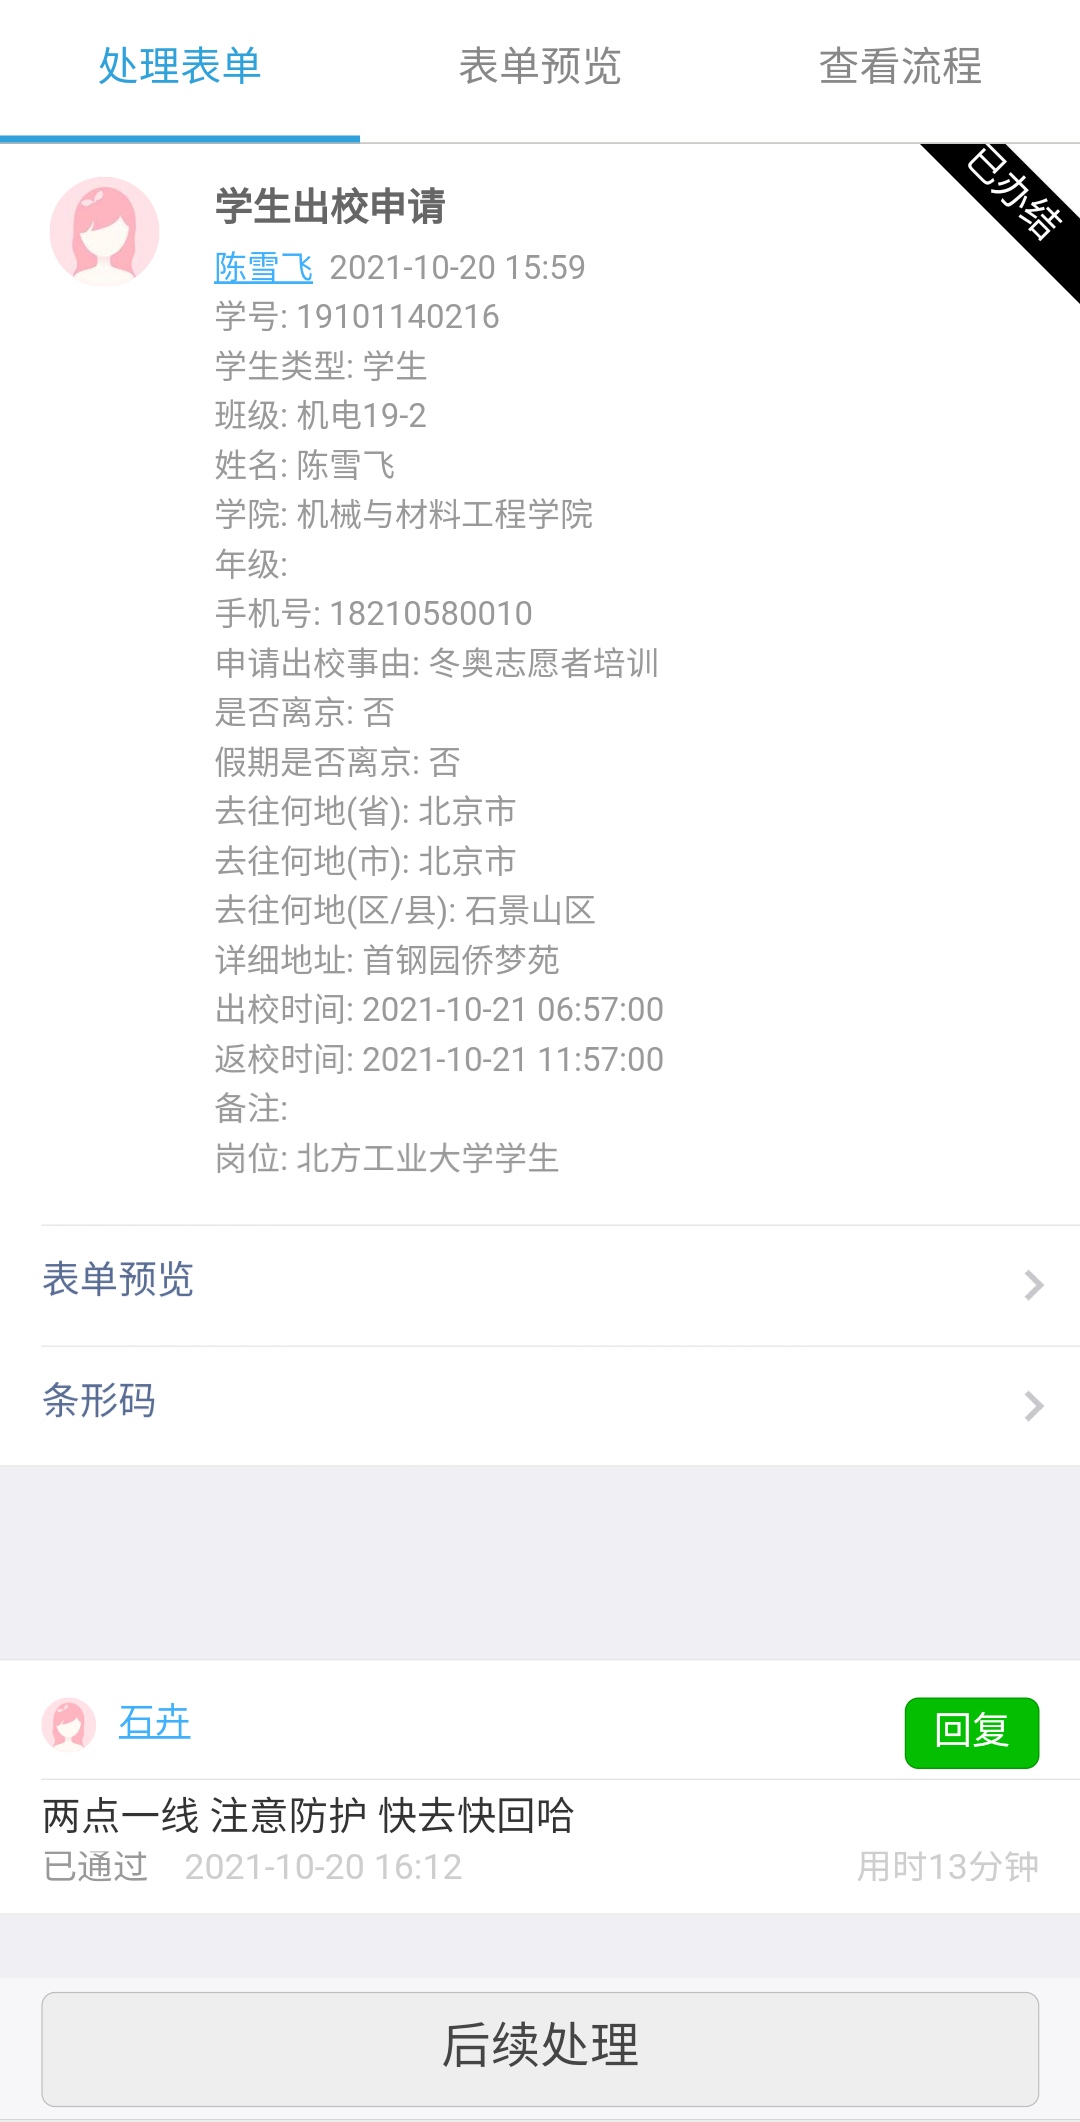 处理表单 表单预览 查看流程
已办结
学生出校申请
陈雪飞 2021-10-20 15:59
学号: 19101140216
学生类型: 学生
班级: 机电19-2
姓名: 陈雪飞
学院: 机械与材料工程学院
年级:
手机号: 18210580010
申请出校事由: 冬奥志愿者培训
是否离京: 否
假期是否离京: 否
去往何地(省): 北京市
去往何地(市): 北京市
去往何地(区/县): 石景山区
详细地址: 首钢园侨梦苑
出校时间: 2021-10-21 06:57:00
返校时间: 2021-10-21 11:57:00
备注:
岗位: 北方工业大学学生
表单预览
条形码
石卉 回复
两点一线 注意防护 快去快回哈
已通过 2021-10-20 16:12 用时13分钟
后续处理